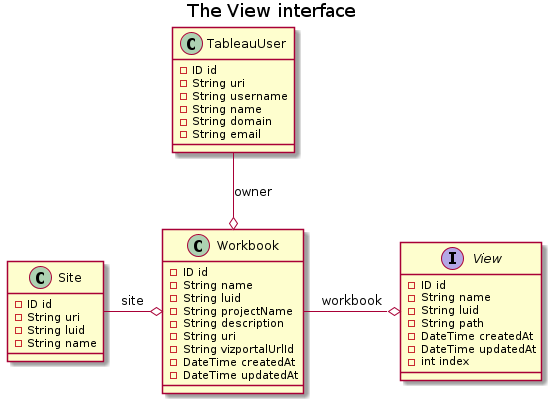 The View interface
C TableauUser
ID id
String uri
String username
String name
String domain
String email
owner
C Workbook
ID id
String name
String luid
String projectName
String description
String uri
String vizportalUrlId
DateTime createdAt
DateTime updatedAt
C Site
ID id
String uri
String luid
String name
site
workbook
I View
ID id
String name
String luid
String path
DateTime createdAt
DateTime updatedAt
int index